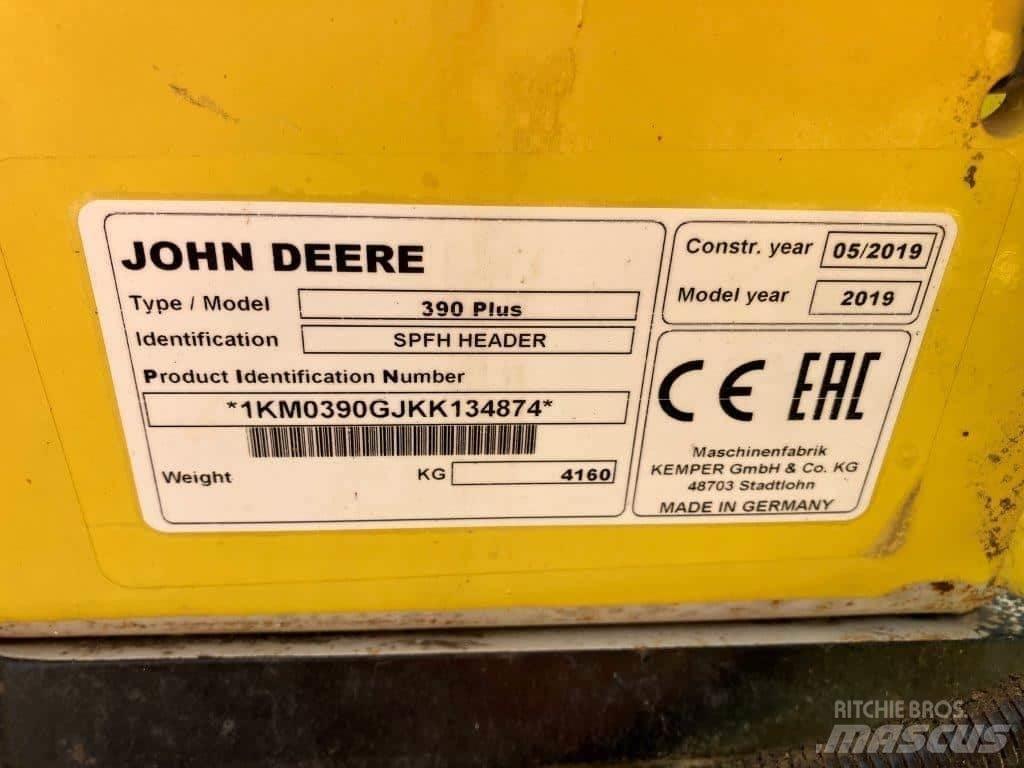 JOHN DEERE
Type / Model 390 Plus
Identification SPFH HEADER
Product Identification Number
*1KM0390GJKK134874*
Weight KG 4160
Constr. year 05/2019
Model year 2019
CE EAC
Maschinenfabrik
KEMPER GmbH & Co. KG
48703 Stadtlohn
MADE IN GERMANY
RITCHIE BROS.
MASCUS